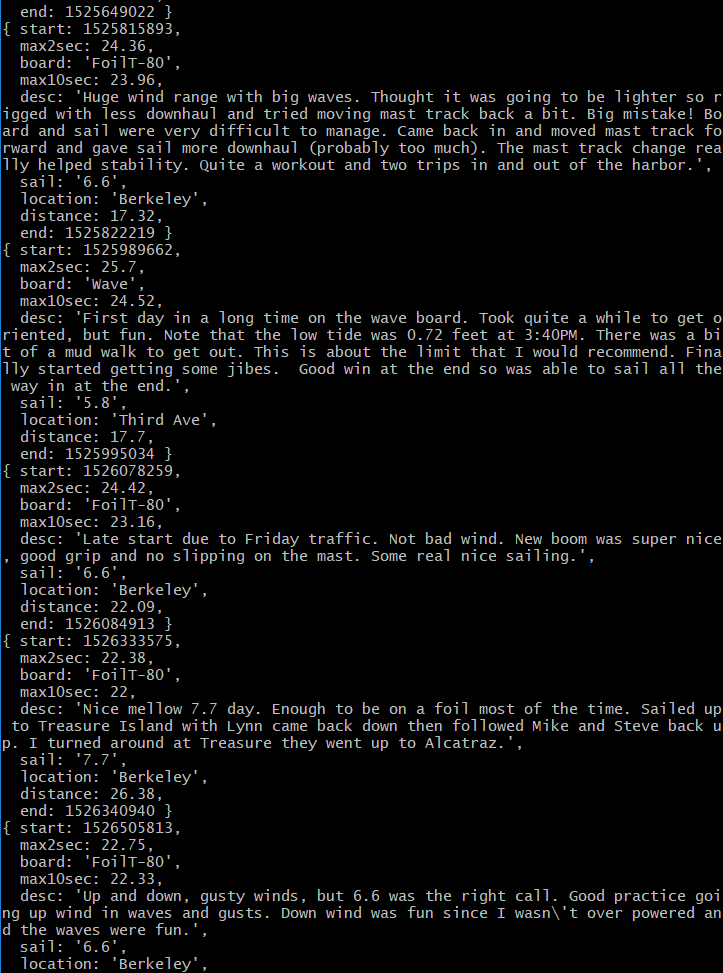 end: 1525649022 }
{ start: 1525815893,
  max2sec: 24.36,
  board: 'FoilT-80',
  max10sec: 23.96,
  desc: 'Huge wind range with big waves. Thought it was going to be lighter so r
igged with less downhaul and tried moving mast track back a bit. Big mistake! Bo
ard and sail were very difficult to manage. Came back in and moved mast track fo
rward and gave sail more downhaul (probably too much). The mast track change rea
lly helped stability. Quite a workout and two trips in and out of the harbor.',
  sail: '6.6',
  location: 'Berkeley',
  distance: 17.32,
  end: 1525822219 }
{ start: 1525989662,
  max2sec: 25.7,
  board: 'Wave',
  max10sec: 24.52,
  desc: 'First day in a long time on the wave board. Took quite a while to get o
riented, but fun. Note that the low tide was 0.72 feet at 3:40PM. There was a bi
t of a mud walk to get out. This is about the limit that I would recommend. Fina
lly started getting some jibes.  Good win at the end so was able to sail all the
 way in at the end.',
  sail: '5.8',
  location: 'Third Ave',
  distance: 17.7,
  end: 1525995034 }
{ start: 1526078259,
  max2sec: 24.42,
  board: 'FoilT-80',
  max10sec: 23.16,
  desc: 'Late start due to Friday traffic. Not bad wind. New boom was super nice
, good grip and no slipping on the mast. Some real nice sailing.',
  sail: '6.6',
  location: 'Berkeley',
  distance: 22.09,
  end: 1526084913 }
{ start: 1526333575,
  max2sec: 22.38,
  board: 'FoilT-80',
  max10sec: 22,
  desc: 'Nice mellow 7.7 day. Enough to be on a foil most of the time. Sailed up
 to Treasure Island with Lynn came back down then followed Mike and Steve back u
p. I turned around at Treasure they went up to Alcatraz.',
  sail: '7.7',
  location: 'Berkeley',
  distance: 26.38,
  end: 1526340940 }
{ start: 1526505813,
  max2sec: 22.75,
  board: 'FoilT-80',
  max10sec: 22.33,
  desc: 'Up and down, gusty winds, but 6.6 was the right call. Good practice goi
ng up wind in waves and gusts. Down wind was fun since I wasn\'t over powered an
d the waves were fun.',
  sail: '6.6',
  location: 'Berkeley',